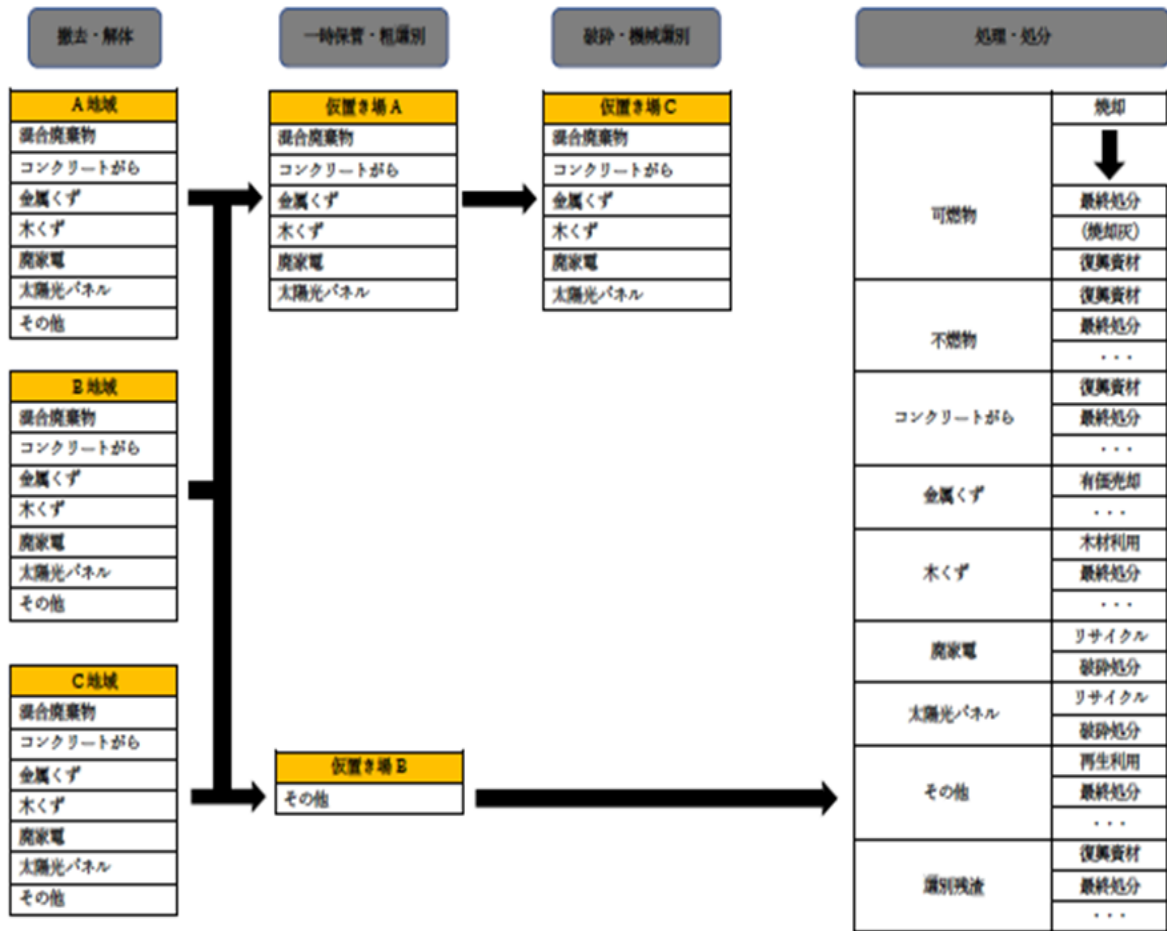 撤去・解体
一時保管・粗選別
破砕・機械選別
処理・処分
A地域
混合廃棄物
コンクリートがら
金属くず
木くず
廃家電
太陽光パネル
その他
B地域
混合廃棄物
コンクリートがら
金属くず
木くず
廃家電
太陽光パネル
その他
C地域
混合廃棄物
コンクリートがら
金属くず
木くず
廃家電
太陽光パネル
その他
仮置き場A
混合廃棄物
コンクリートがら
金属くず
木くず
廃家電
太陽光パネル
仮置き場B
その他
仮置き場C
混合廃棄物
コンクリートがら
金属くず
木くず
廃家電
太陽光パネル
可燃物
焼却
最終処分
(焼却灰)
復興資材
不燃物
復興資材
最終処分
・・・
コンクリートがら
復興資材
最終処分
・・・
金属くず
有価売却
・・・
木くず
木材利用
最終処分
・・・
廃家電
リサイクル
破砕処分
太陽光パネル
リサイクル
破砕処分
その他
再生利用
最終処分
・・・
選別残渣
復興資材
最終処分
・・・